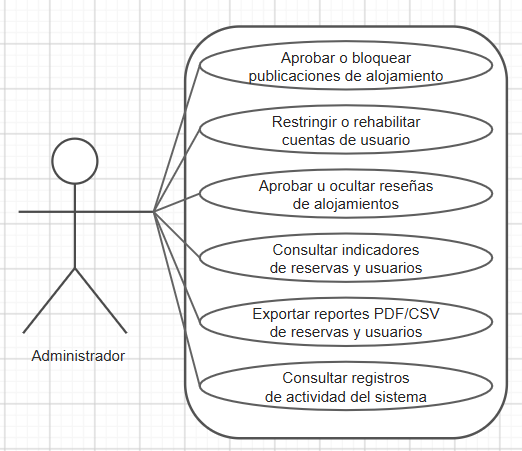 Aprobar o bloquear
publicaciones de alojamiento
Restringir o rehabilitar
cuentas de usuario
Aprobar u ocultar reseñas
de alojamientos
Consultar indicadores
de reservas y usuarios
Exportar reportes PDF/CSV
de reservas y usuarios
Administrador
Consultar registros
de actividad del sistema